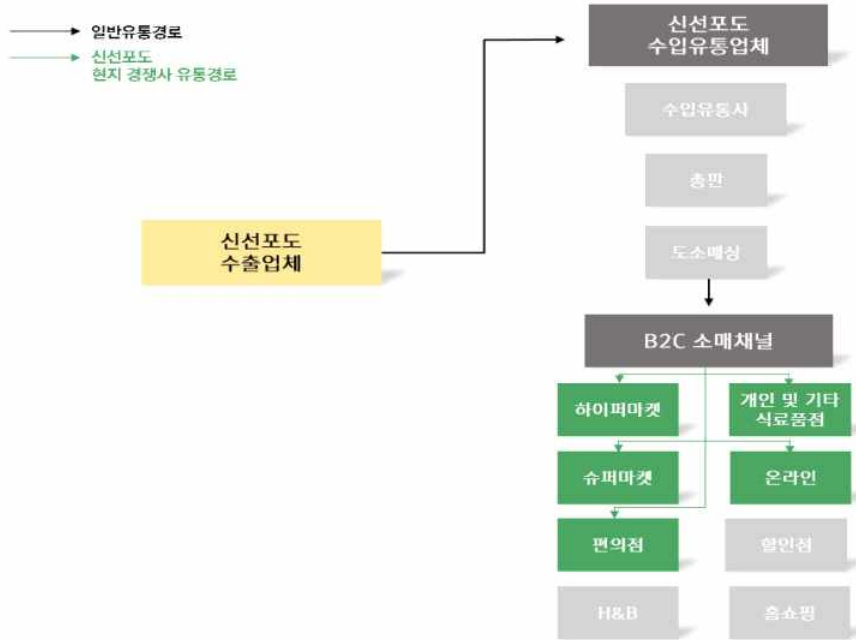 일반유통경로
신선포도
현지 경쟁사 유통경로
신선포도
수입유통업체
수입유통사
총판
도소매상
신선포도
수출업체
B2C 소매채널
하이퍼마켓
개인 및 기타
식료품점
슈퍼마켓
온라인
편의점
할인점
H&B
홈쇼핑